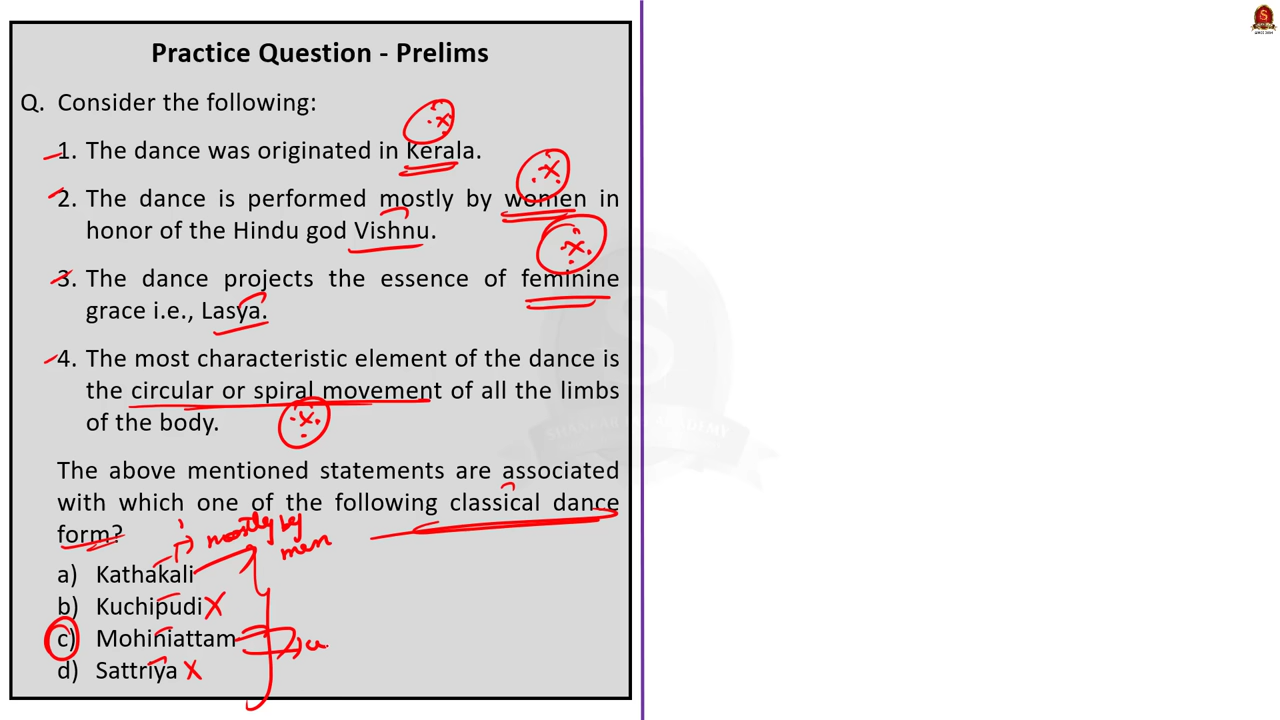 Practice Question - Prelims
Q. Consider the following:
1. The dance was originated in Kerala.
2. The dance is performed mostly by women in
honor of the Hindu god Vishnu.
3. The dance projects the essence of feminine
grace i.e., Lasya.
4. The most characteristic element of the dance is
the circular or spiral movement of all the limbs
of the body.
The above mentioned statements are associated
with which one of the following classical dance
form?
mostly by
men
a) Kathakali
b) Kuchipudi
c) Mohiniattam
d) Sattriya